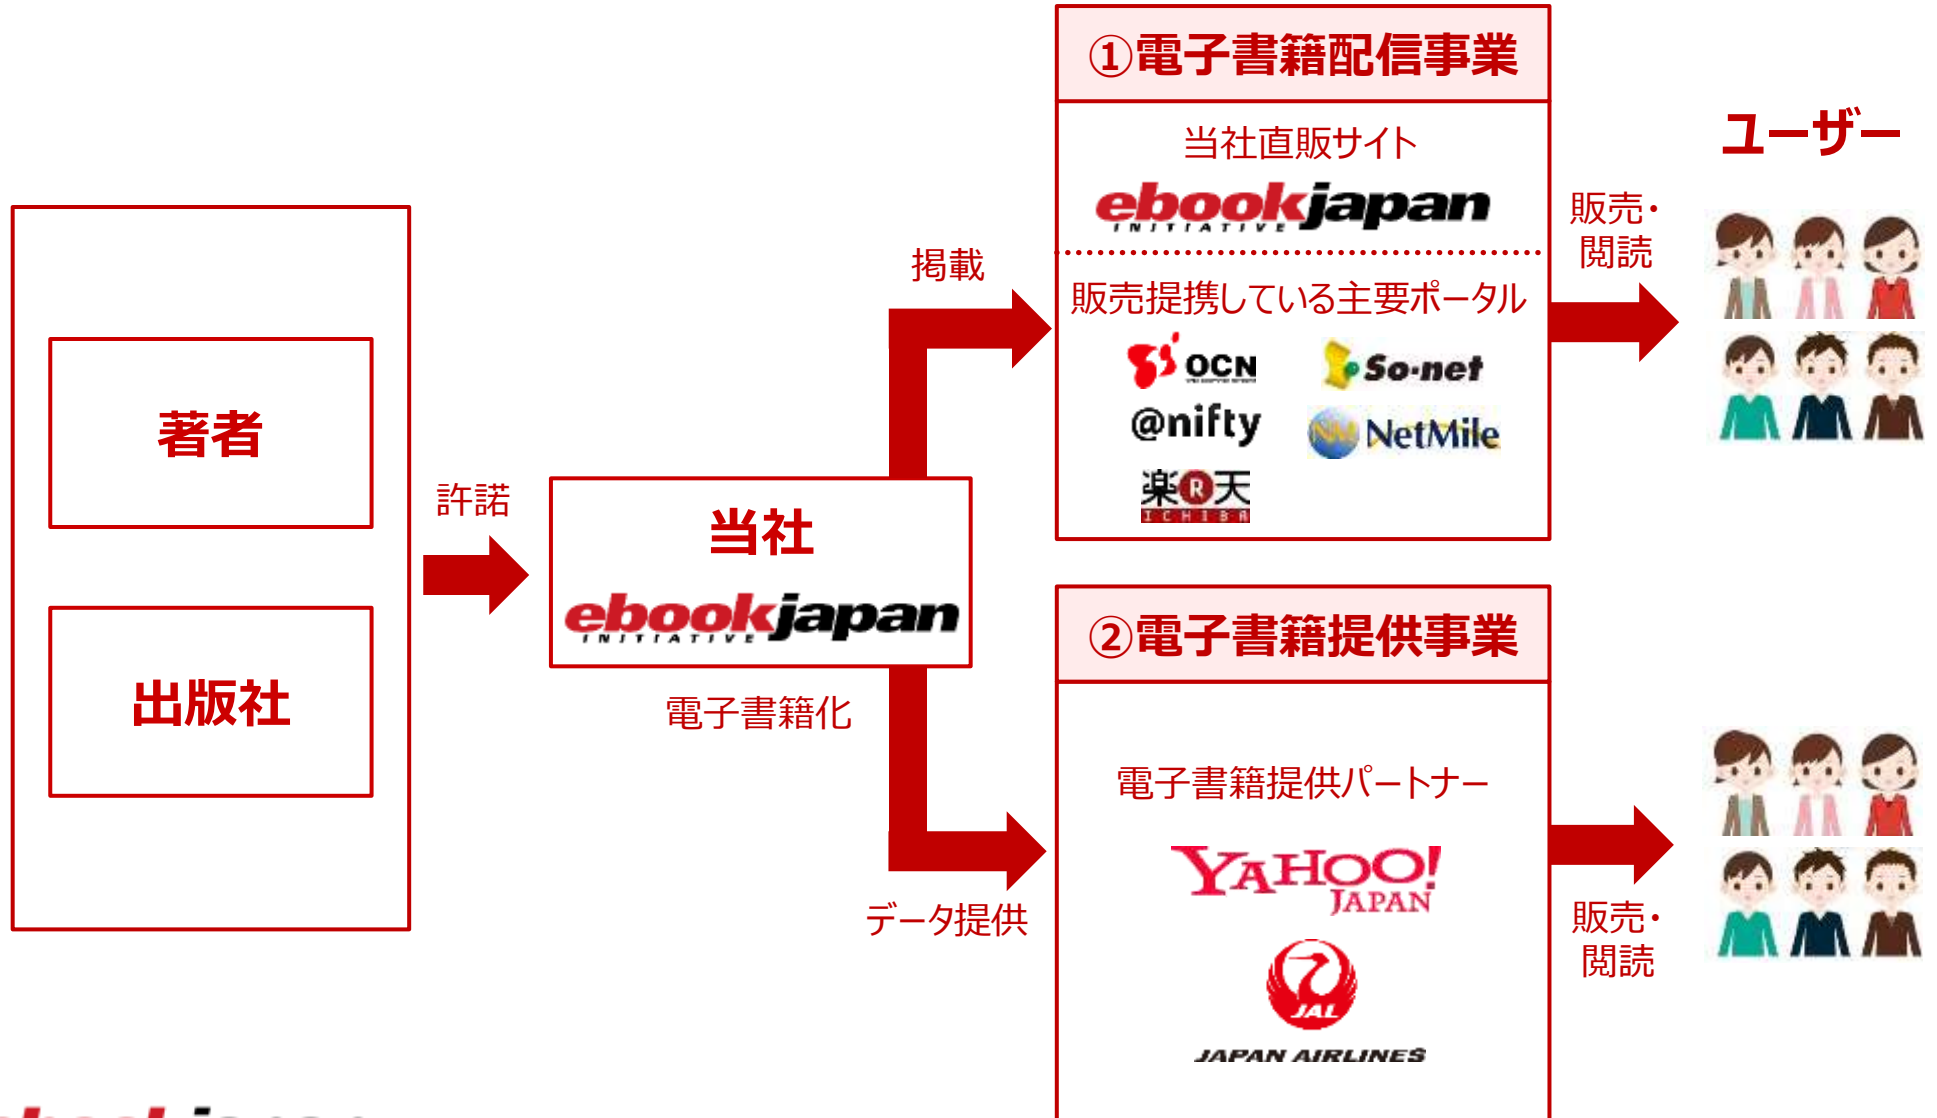 著者
出版社
許諾
当社
ebookjapan
INITIATIVE
電子書籍化
掲載
データ提供
①電子書籍配信事業
当社直販サイト
ebookjapan
INITIATIVE
販売提携している主要ポータル
OCN
So-net
@nifty
NetMile
楽R天
ICHIBA
②電子書籍提供事業
電子書籍提供パートナー
YAHOO!
JAPAN
JAL
JAPAN AIRLINES
ユーザー
販売・
閲読
販売・
閲読